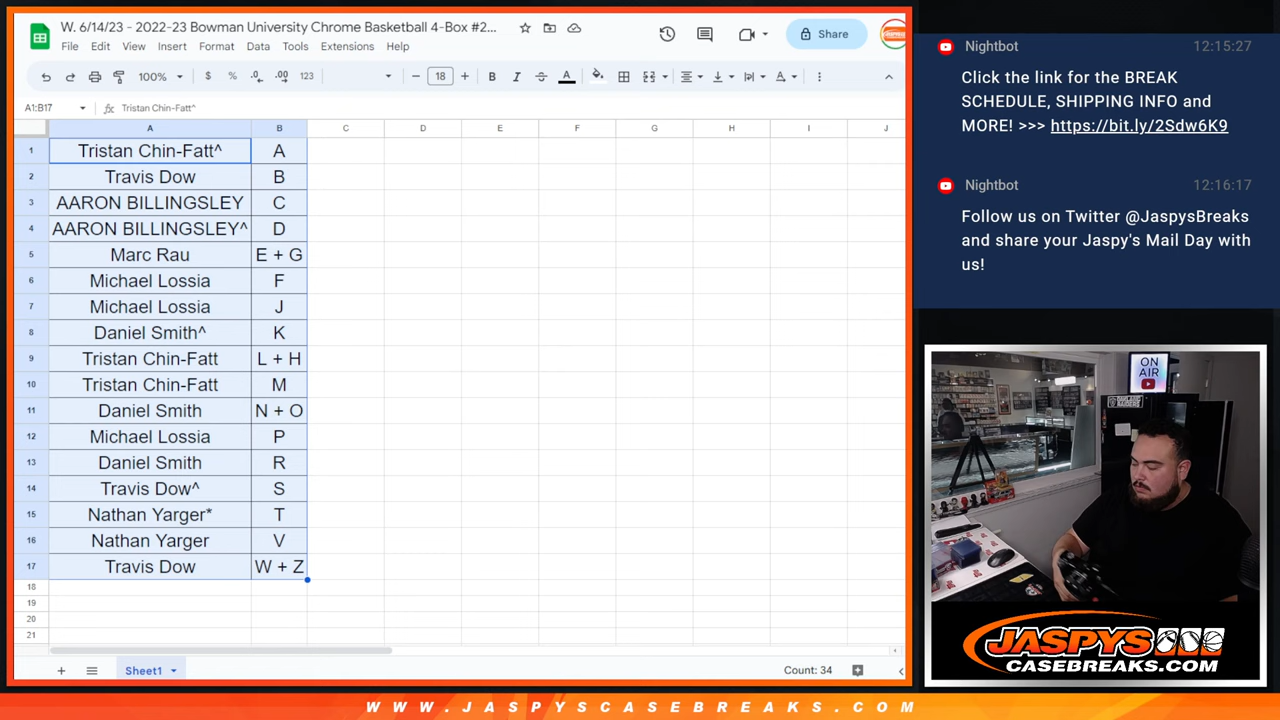 W. 6/14/23 - 2022-23 Bowman University Chrome Basketball 4-Box #2...
Share
File Edit View Insert Format Data Tools Extensions Help
100% $ % .0 .00 123 18 B I A
A1:B17 fx Tristan Chin-Fatt^
A B C D E F G H I J
1 Tristan Chin-Fatt^ A
2 Travis Dow B
3 AARON BILLINGSLEY C
4 AARON BILLINGSLEY^ D
5 Marc Rau E + G
6 Michael Lossia F
7 Michael Lossia J
8 Daniel Smith^ K
9 Tristan Chin-Fatt L + H
10 Tristan Chin-Fatt M
11 Daniel Smith N + O
12 Michael Lossia P
13 Daniel Smith R
14 Travis Dow^ S
15 Nathan Yarger* T
16 Nathan Yarger V
17 Travis Dow W + Z
18
19
20
21
Sheet1
Count: 34
Nightbot 12:15:27
Click the link for the BREAK
SCHEDULE, SHIPPING INFO and
MORE! >>> https://bit.ly/2Sdw6K9
Nightbot 12:16:17
Follow us on Twitter @JaspysBreaks
and share your Jaspy's Mail Day with
us!
ON
AIR
JASPYS
CASEBREAKS.COM
WWW.JASPYSCASEBREAKS.COM